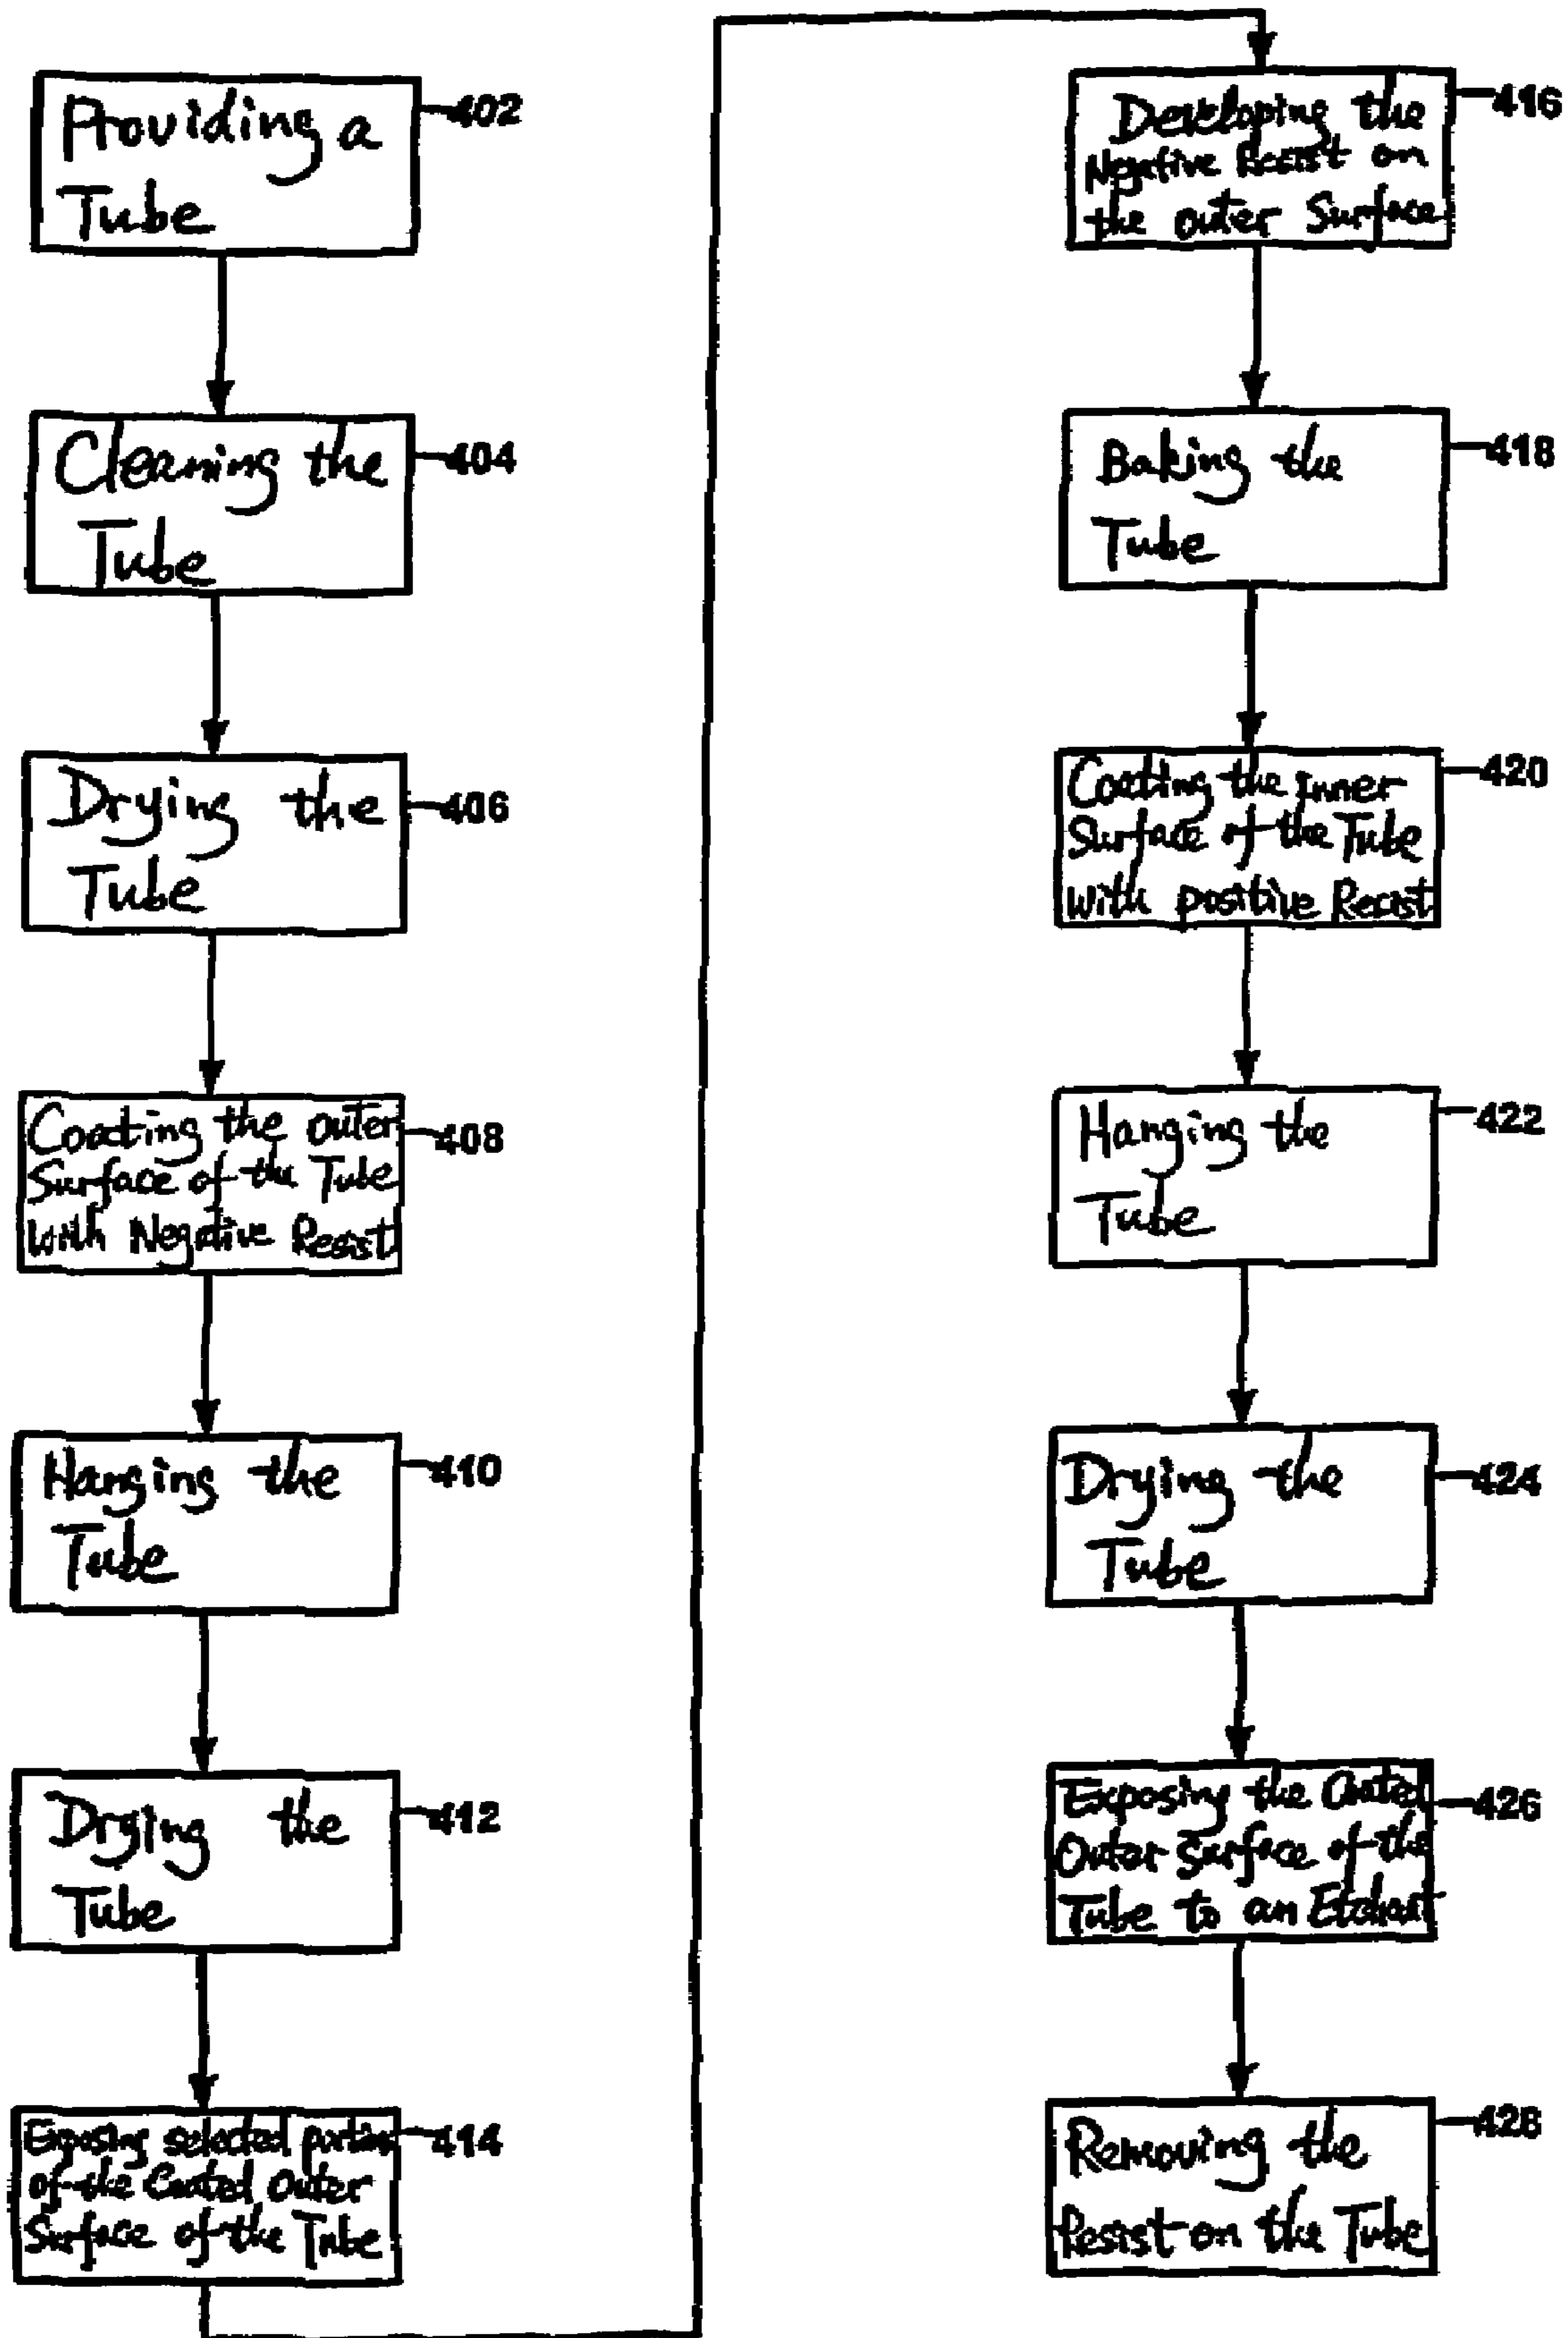 Providing a
Tube
402
Cleaning the
Tube
404
Drying the
Tube
406
Coating the outer
Surface of the Tube
with Negative Resist
408
Hanging the
Tube
410
Drying the
Tube
412
Exposing selected portions
of the Coated Outer
Surface of the Tube
414
Developing the
Negative Resist on
the outer Surface
416
Baking the
Tube
418
Coating the Inner
Surface of the Tube
with positive Resist
420
Hanging the
Tube
422
Drying the
Tube
424
Exposing the Coated
Outer Surface of the
Tube to an Etchant
426
Removing the
Resist on the Tube
428